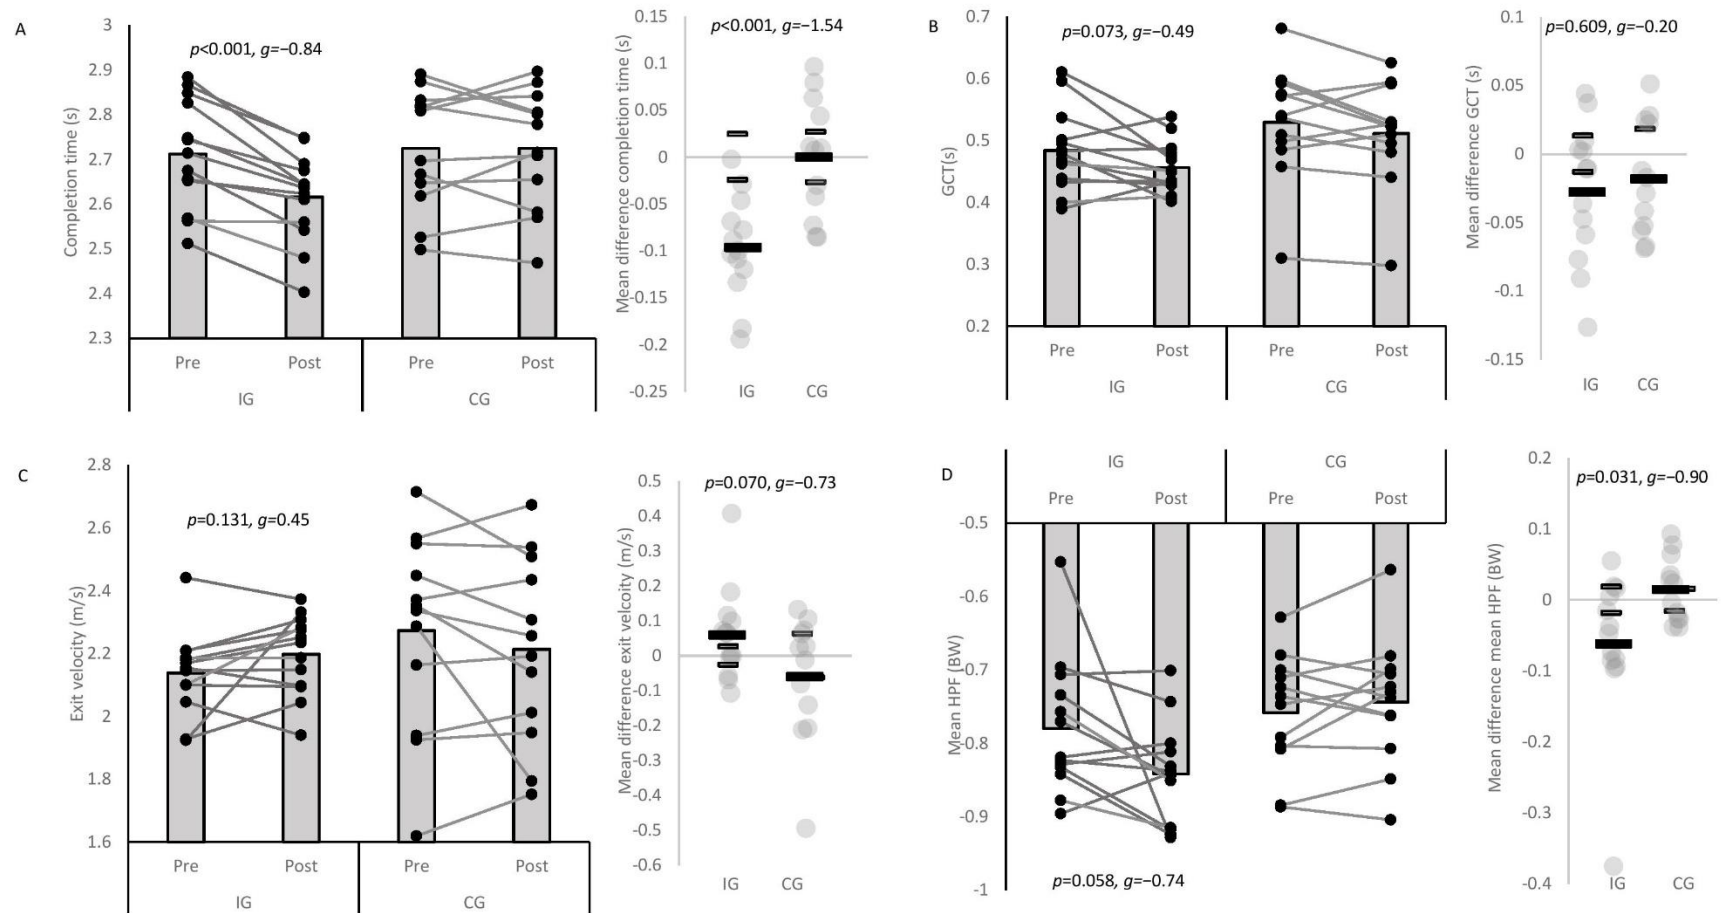 A
Completion time (s)
3
2.9
2.8
2.7
2.6
2.5
2.4
2.3
p<0.001, g=−0.84
Pre
Post
Pre
Post
IG
CG
Mean difference completion time (s)
0.15
0.1
0.05
0
-0.05
-0.1
-0.15
-0.2
-0.25
p<0.001, g=−1.54
IG
CG
B
GCT(s)
0.7
0.6
0.5
0.4
0.3
0.2
p=0.073, g=−0.49
Pre
Post
Pre
Post
IG
CG
Mean difference GCT (s)
0.1
0.05
0
-0.05
-0.1
-0.15
p=0.609, g=−0.20
IG
CG
C
Exit velocity (m/s)
2.8
2.6
2.4
2.2
2
1.8
1.6
p=0.131, g=0.45
Pre
Post
Pre
Post
IG
CG
Mean difference exit velcoity (m/s)
0.5
0.4
0.3
0.2
0.1
0
-0.1
-0.2
-0.3
-0.4
-0.5
-0.6
p=0.070, g=−0.73
IG
CG
D
IG
CG
Pre
Post
Pre
Post
Mean HPF (BW)
-0.5
-0.6
-0.7
-0.8
-0.9
-1
p=0.058, g=−0.74
Mean difference mean HPF (BW)
0.2
0.1
0
-0.1
-0.2
-0.3
-0.4
p=0.031, g=−0.90
IG
CG